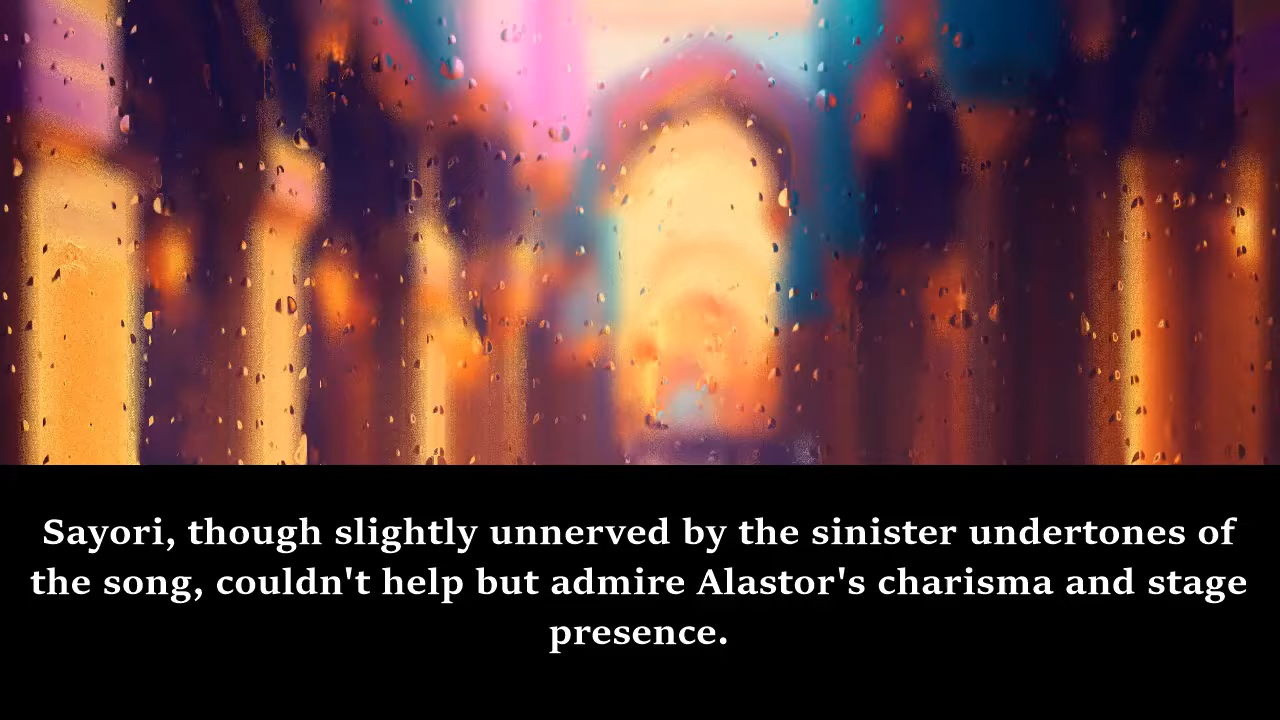 Sayori, though slightly unnerved by the sinister undertones of
the song, couldn't help but admire Alastor's charisma and stage
presence.